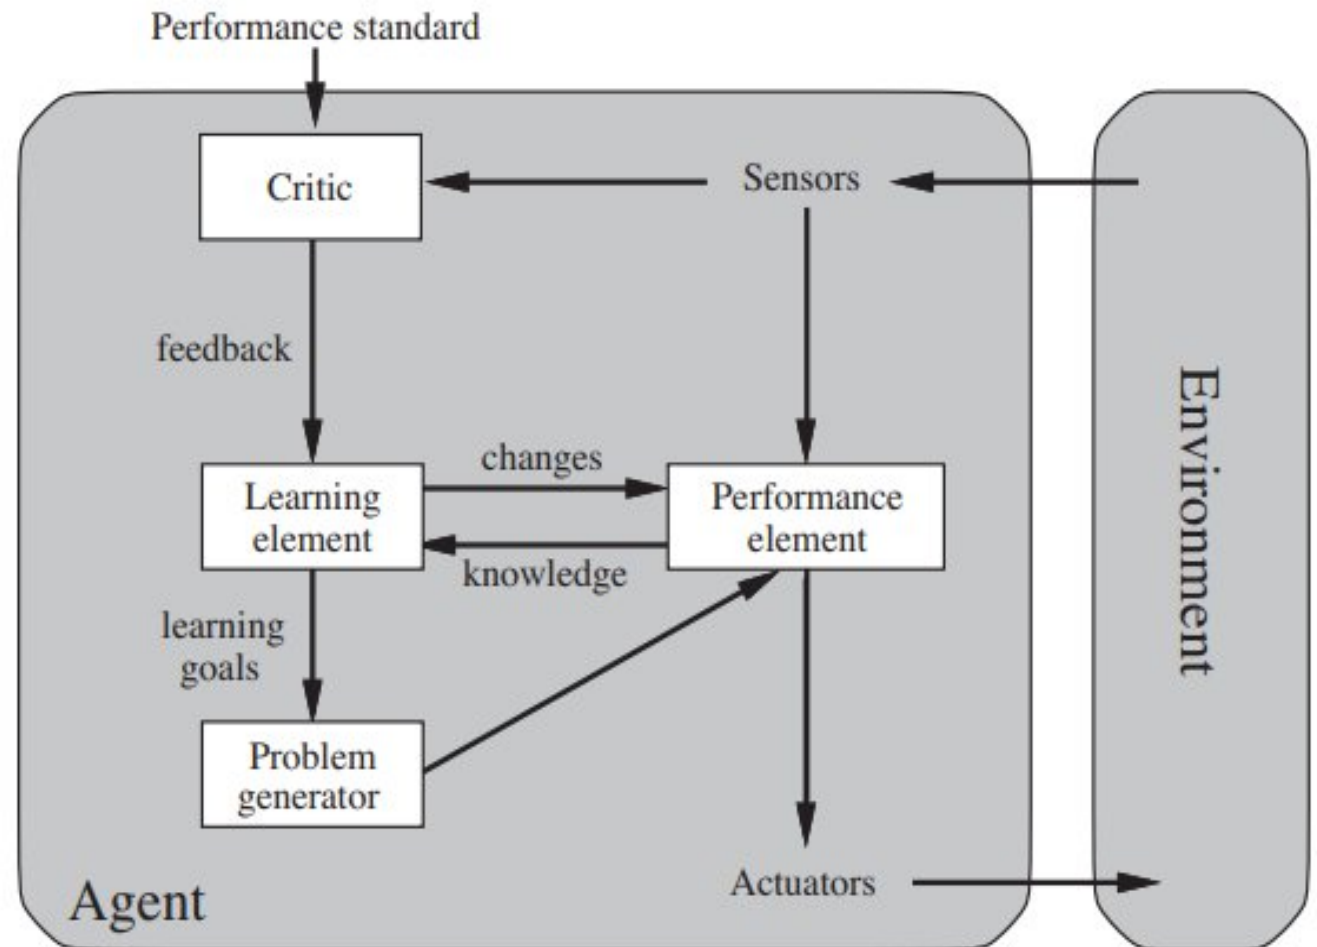 Performance standard
Critic
Sensors
feedback
changes
Learning
element
Performance
element
knowledge
learning
goals
Problem
generator
Actuators
Agent
Environment